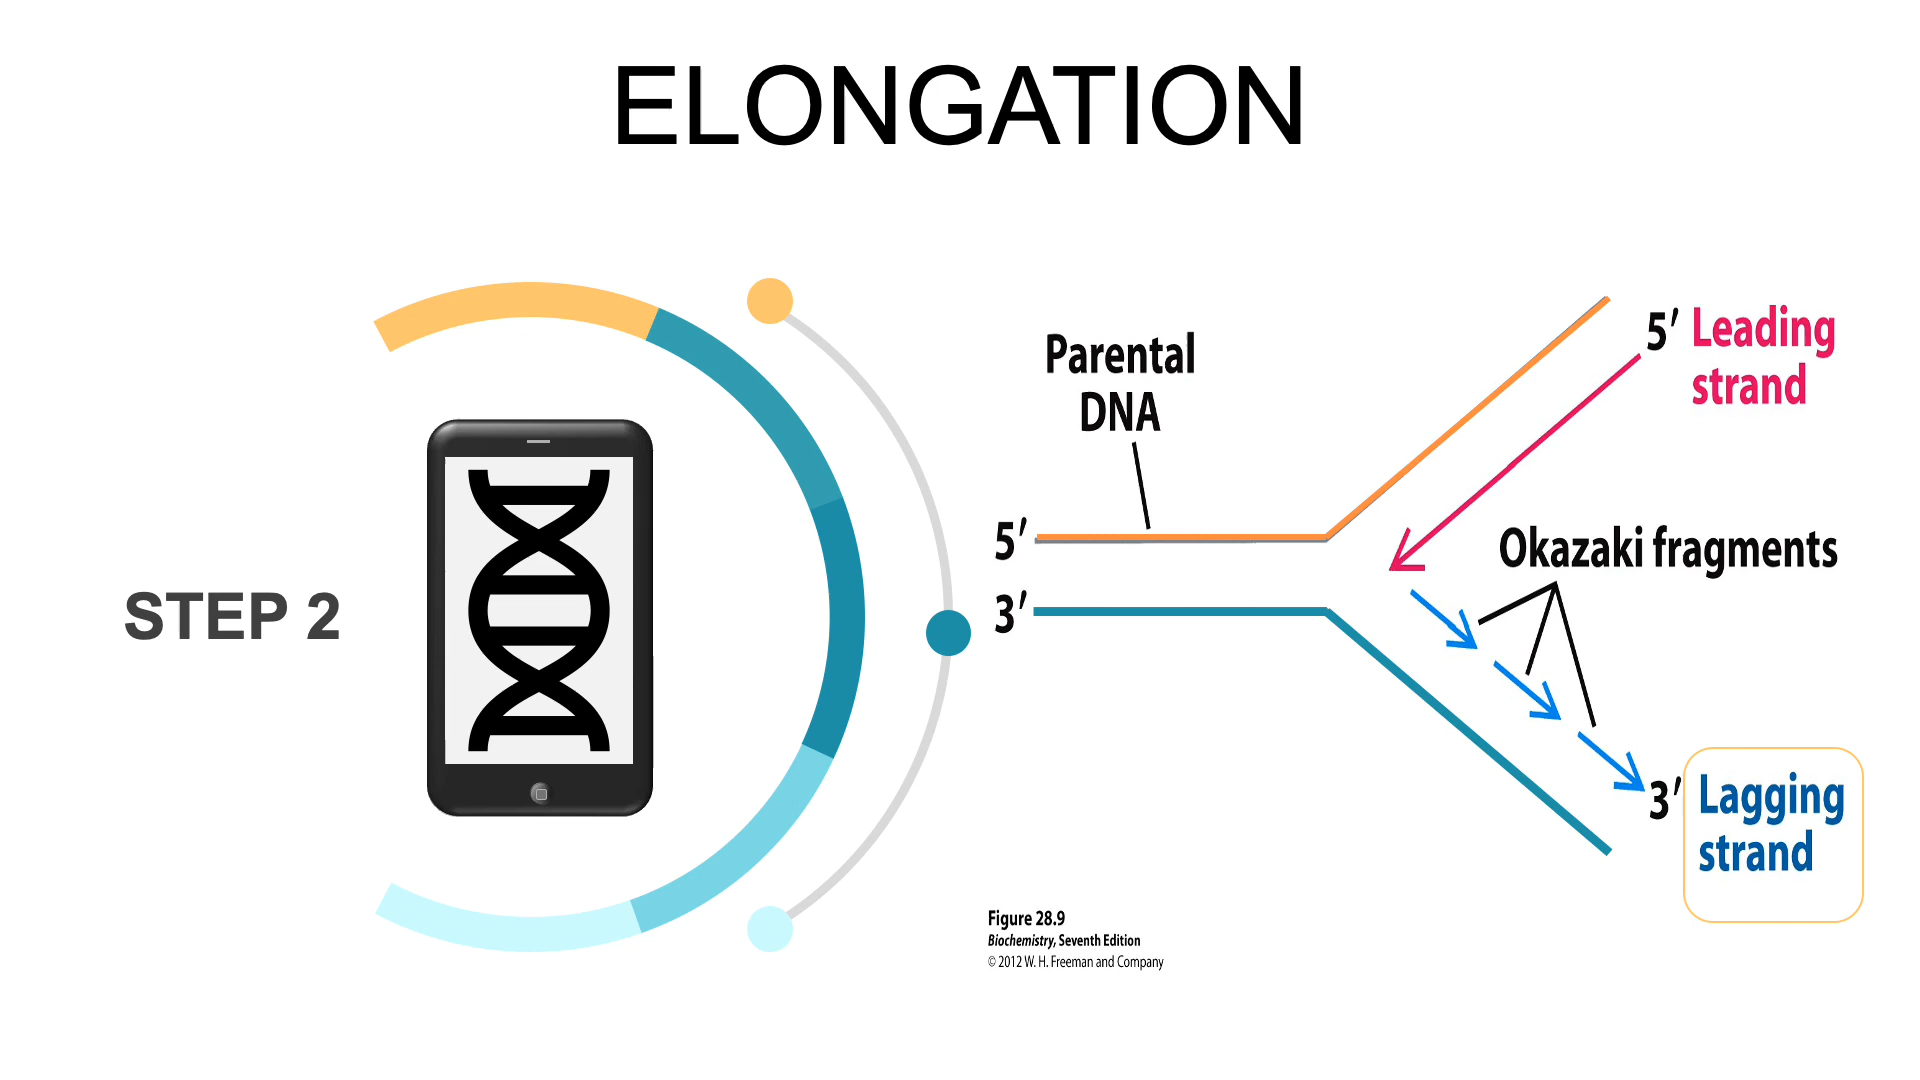 ELONGATION
STEP 2
Parental
DNA
5′
3′
5′ Leading
strand
Okazaki fragments
3′ Lagging
strand
Figure 28.9
Biochemistry, Seventh Edition
© 2012 W. H. Freeman and Company